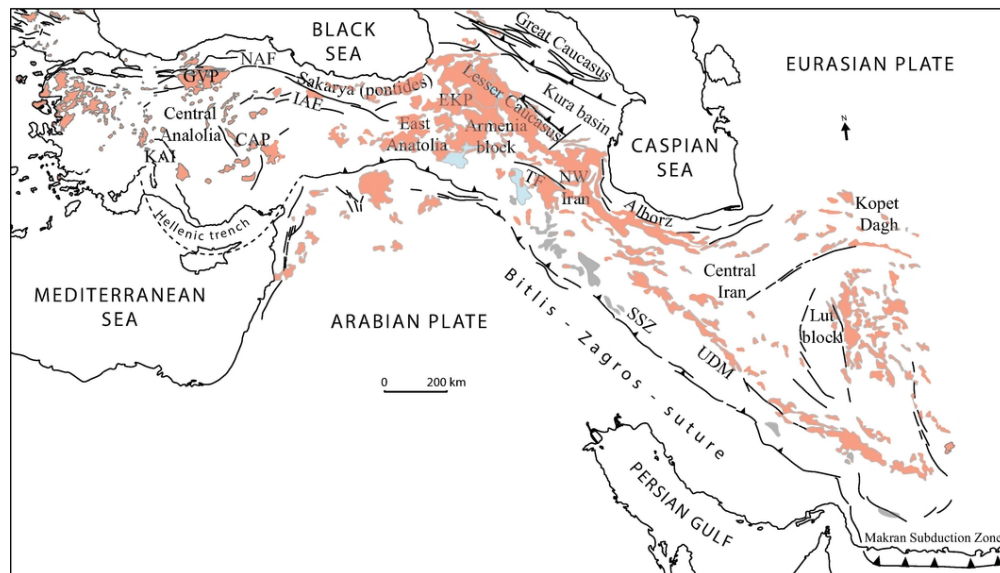 BLACK
SEA
Great Caucasus
EURASIAN PLATE
NAF
GVP
Sakarya (pontides)
Lesser Caucasus
Kura basin
N
IAE
EKP
Central
Analolia
CAP
East
Anatolia
Armenia
block
CASPIAN
SEA
KAI
TF
NW
Iran
Alborz
Kopet
Dagh
Hellenic trench
Central
Iran
MEDITERRANEAN
SEA
ARABIAN PLATE
SSZ
Lut
block
UDM
0 200 km
Bitlis - Zagros - suture
PERSIAN GULF
Makran Subduction Zone